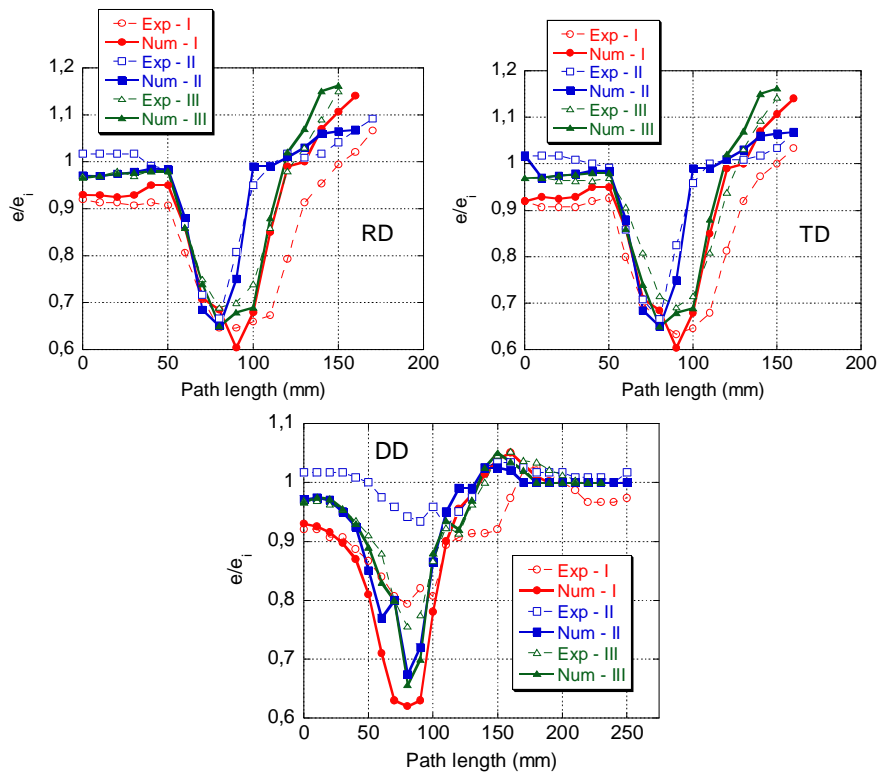 Exp - I
Num - I
Exp - II
Num - II
Exp - III
Num - III
1,2
1,1
1
0,9
0,8
0,7
0,6
e/e_i
RD
0 50 100 150 200
Path length (mm)
Exp - I
Num - I
Exp - II
Num - II
Exp - III
Num - III
1,2
1,1
1
0,9
0,8
0,7
0,6
e/e_i
TD
0 50 100 150 200
Path length (mm)
1,1
1
0,9
0,8
0,7
0,6
e/e_i
DD
Exp - I
Num - I
Exp - II
Num - II
Exp - III
Num - III
0 50 100 150 200 250
Path length (mm)